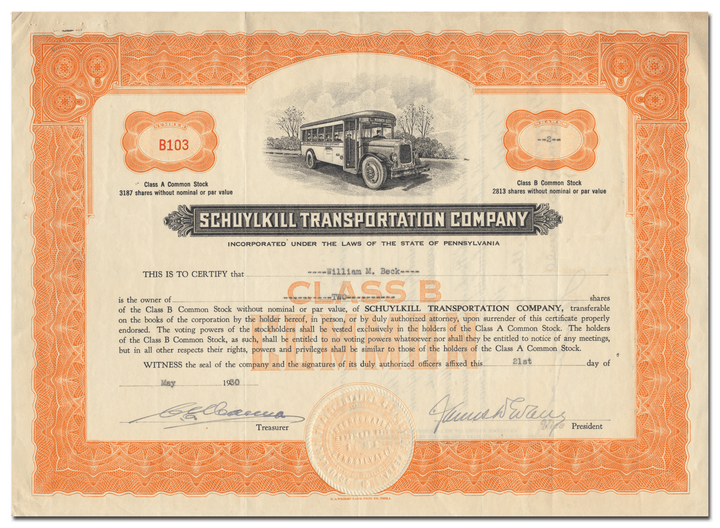 B103
--2--
Class A Common Stock
3187 shares without nominal or par value
Class B Common Stock
2813 shares without nominal or par value
SCHUYLKILL TRANSPORTATION COMPANY
INCORPORATED UNDER THE LAWS OF THE STATE OF PENNSYLVANIA
THIS IS TO CERTIFY that ----William M. Beck----
CLASS B
is the owner of -----------Two---------- shares
of the Class B Common Stock without nominal or par value, of SCHUYLKILL TRANSPORTATION COMPANY, transferable
on the books of the corporation by the holder hereof, in person, or by duly authorized attorney, upon surrender of this certificate properly
endorsed. The voting powers of the stockholders shall be vested exclusively in the holders of the Class A Common Stock. The holders
of the Class B Common Stock, as such, shall be entitled to no voting powers whatsoever nor shall they be entitled to notice of any meetings,
but in all other respects their rights, powers and privileges shall be similar to those of the holders of the Class A Common Stock.
WITNESS the seal of the company and the signatures of its duly authorized officers affixed this 21st day of
May 1930
Treasurer
President